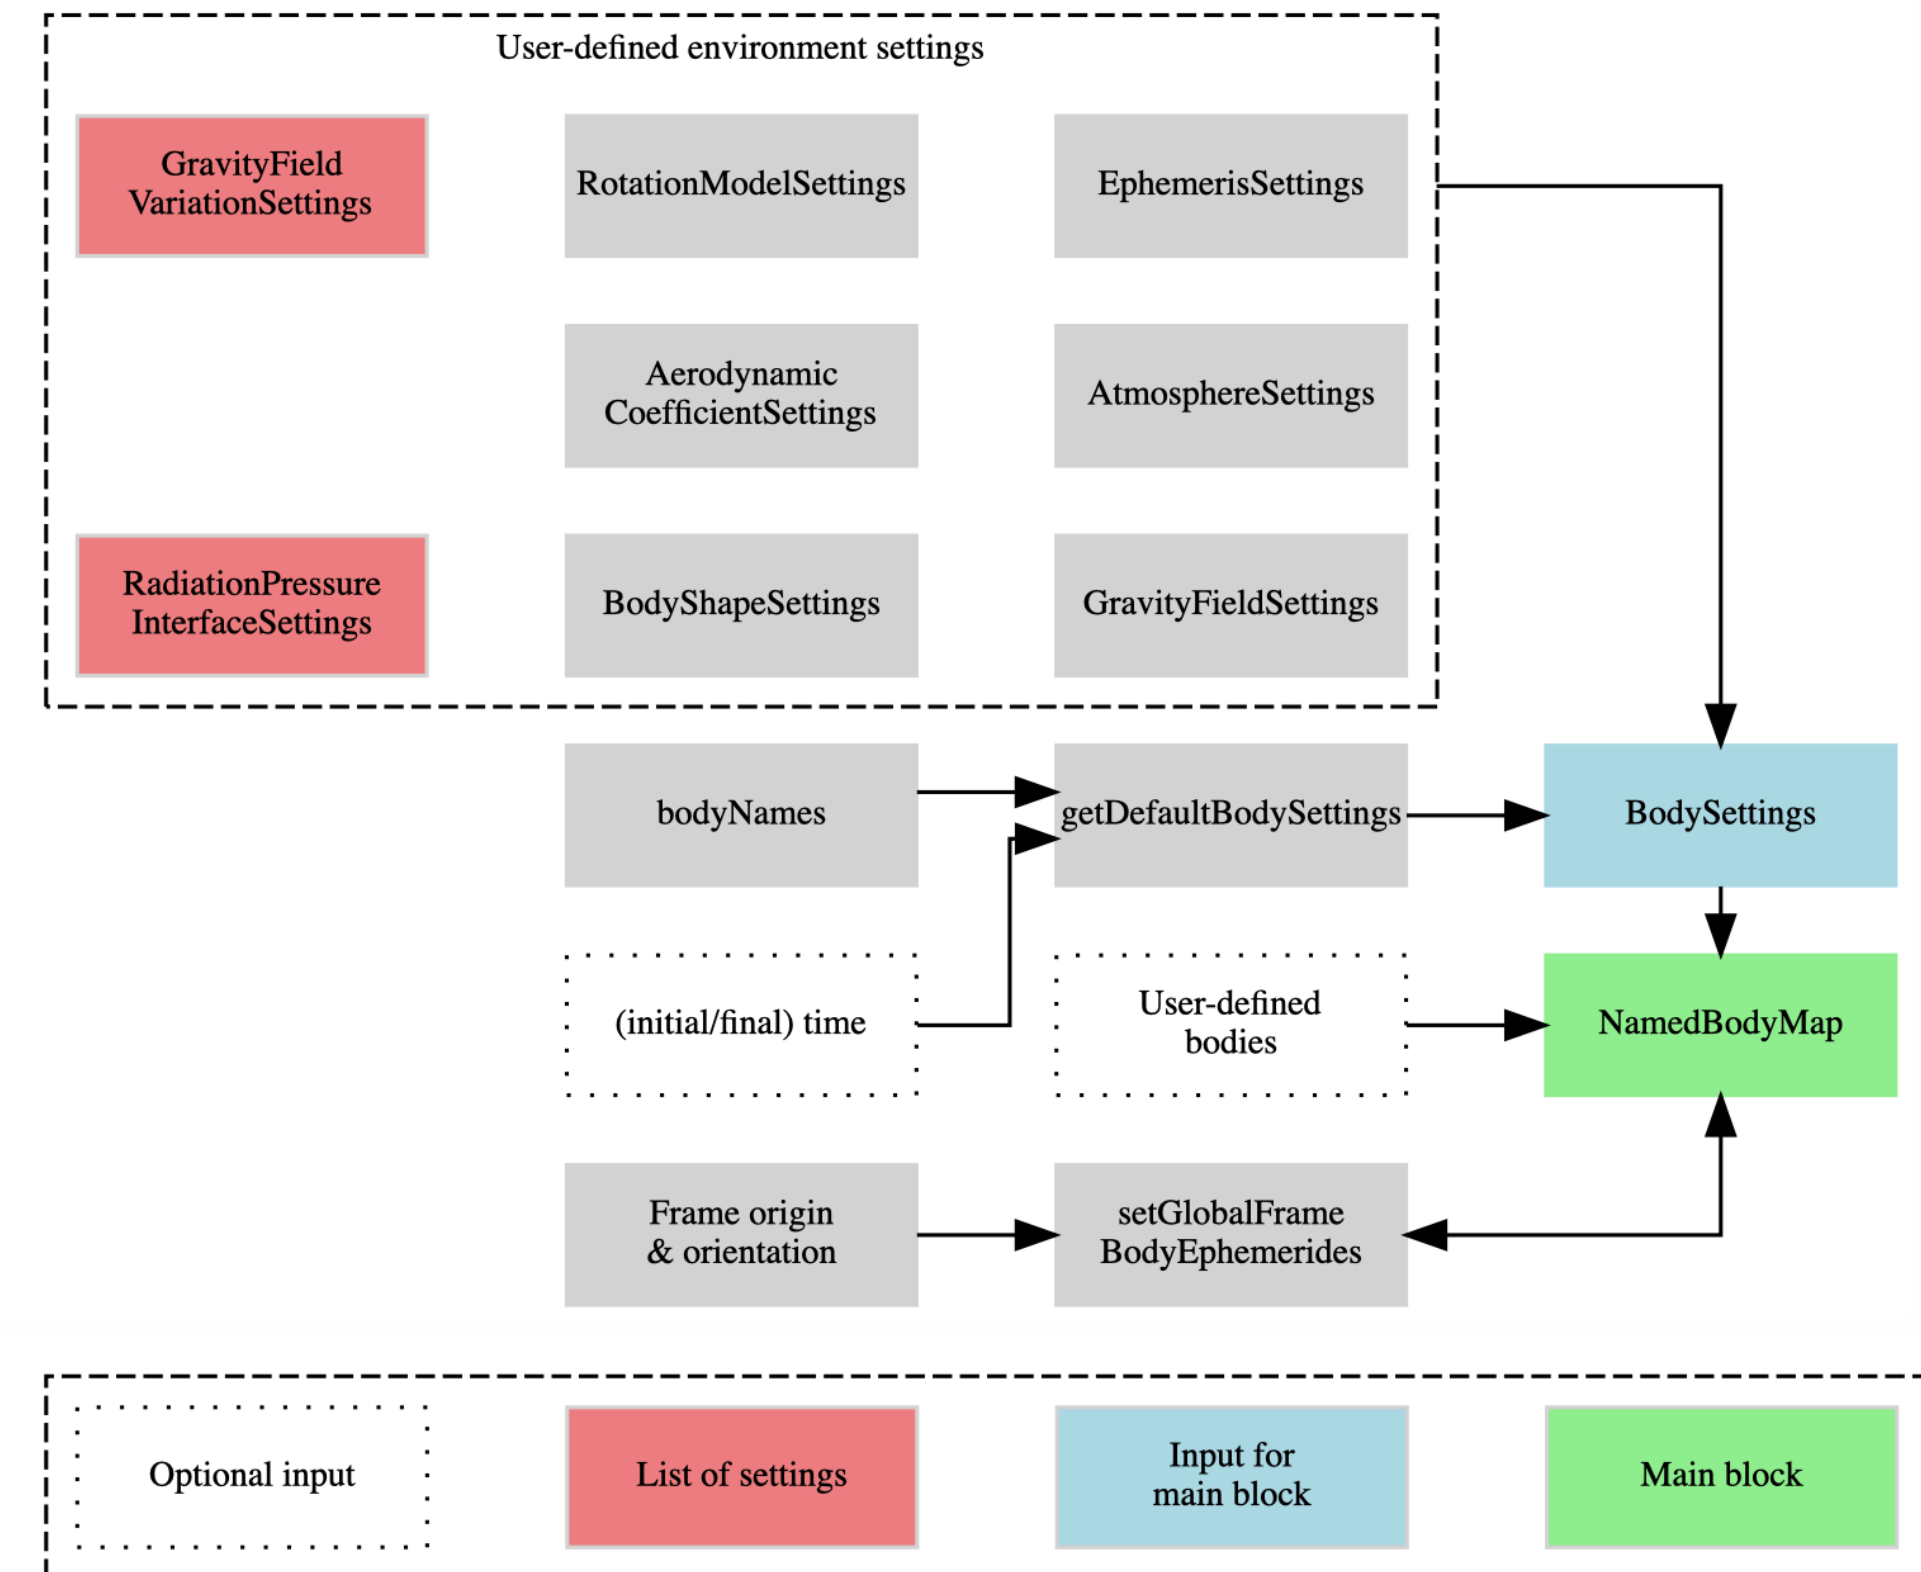 User-defined environment settings
GravityField
VariationSettings
RotationModelSettings
EphemerisSettings
Aerodynamic
CoefficientSettings
AtmosphereSettings
RadiationPressure
InterfaceSettings
BodyShapeSettings
GravityFieldSettings
bodyNames
getDefaultBodySettings
BodySettings
(initial/final) time
User-defined
bodies
NamedBodyMap
Frame origin
& orientation
setGlobalFrame
BodyEphemerides
Optional input
List of settings
Input for
main block
Main block